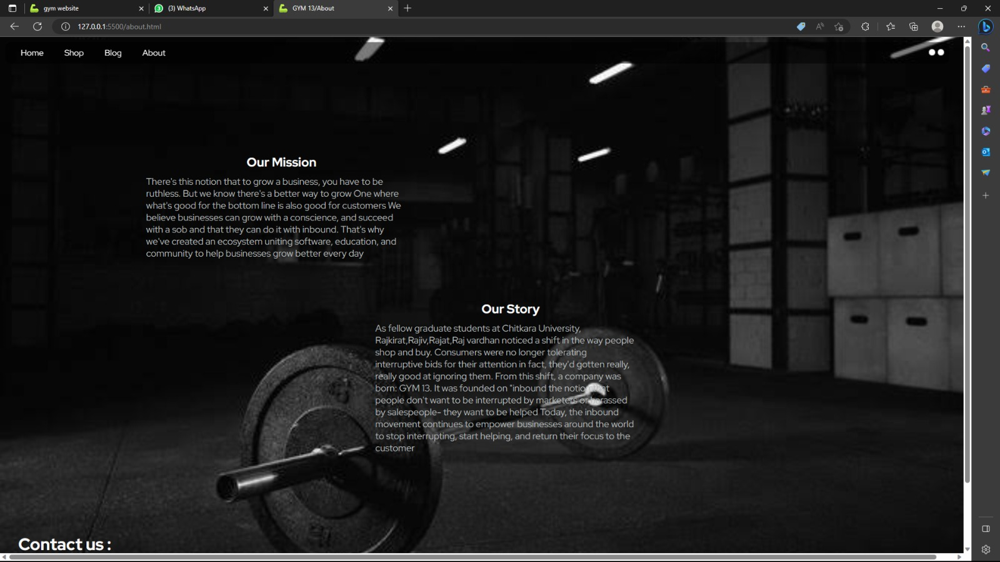 gym website
(3) WhatsApp
GYM 13/About
127.0.0.1:5500/about.html
Home
Shop
Blog
About
Our Mission
There's this notion that to grow a business, you have to be
ruthless. But we know there's a better way to grow One where
what's good for the bottom line is also good for customers We
believe businesses can grow with a conscience, and succeed
with a sob and that they can do it with inbound. That's why
we've created an ecosystem uniting software, education, and
community to help businesses grow better every day
Our Story
As fellow graduate students at Chitkara University,
Rajkirat,Rajiv,Rajat,Raj vardhan noticed a shift in the way people
shop and buy. Consumers were no longer tolerating
interruptive bids for their attention in fact, they'd gotten really,
really good at ignoring them. From this shift, a company was
born: GYM 13. It was founded on "inbound the notion that
people don't want to be interrupted by marketers or harassed
by salespeople- they want to be helped Today, the inbound
movement continues to empower businesses around the world
to stop interrupting, start helping, and return their focus to the
customer
Contact us :